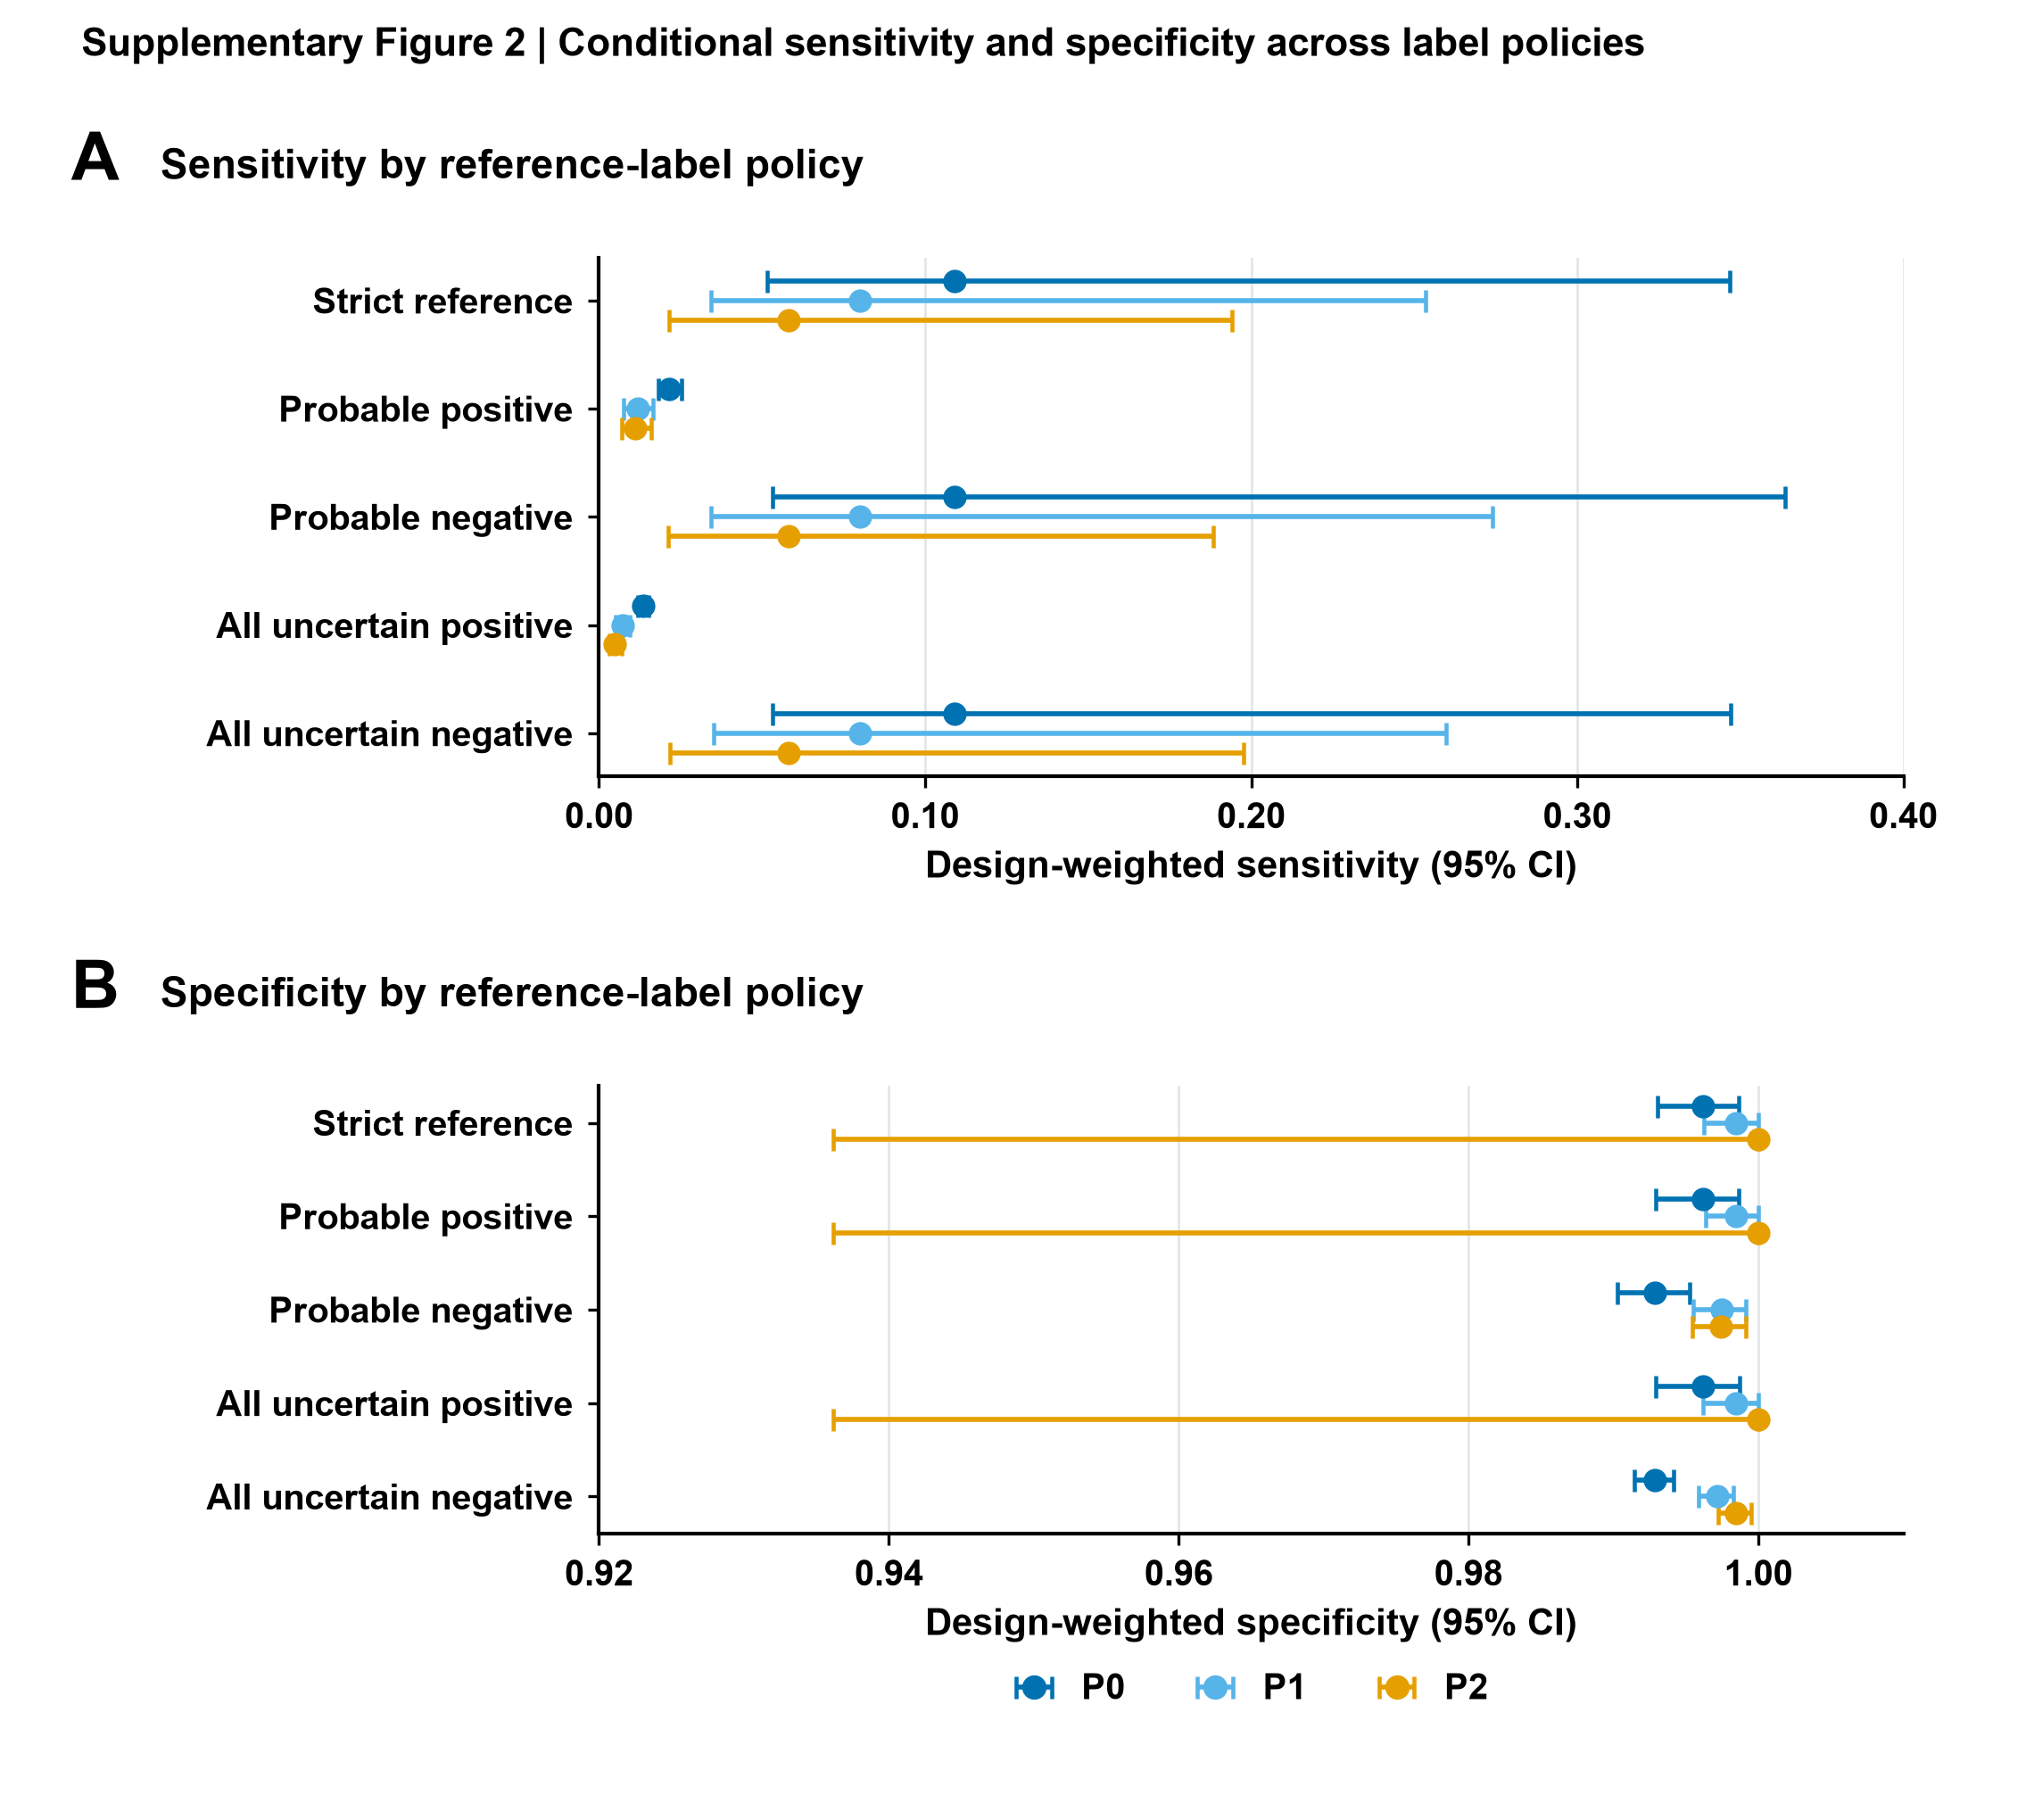 Supplementary Figure 2 | Conditional sensitivity and specificity across label policies
A Sensitivity by reference-label policy
Strict reference
Probable positive
Probable negative
All uncertain positive
All uncertain negative
0.00 0.10 0.20 0.30 0.40
Design-weighted sensitivity (95% CI)
B Specificity by reference-label policy
Strict reference
Probable positive
Probable negative
All uncertain positive
All uncertain negative
0.92 0.94 0.96 0.98 1.00
Design-weighted specificity (95% CI)
P0 P1 P2